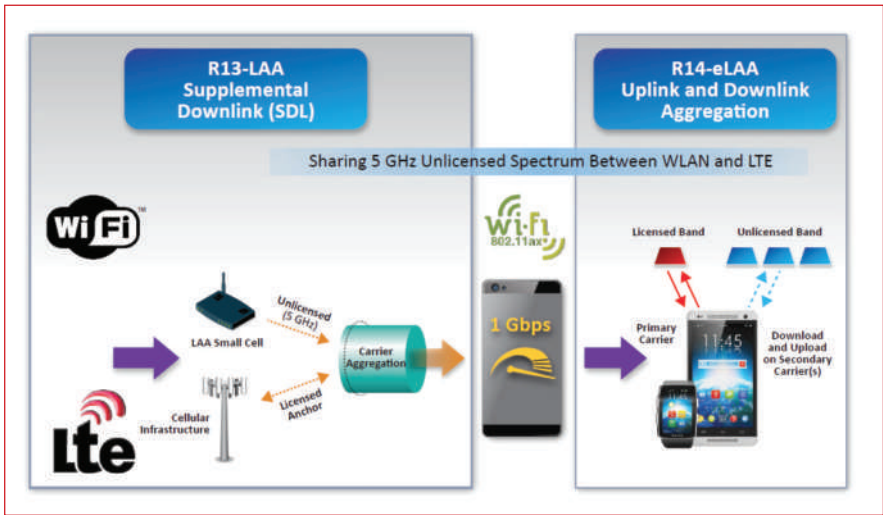 R13-LAA
Supplemental
Downlink (SDL)
R14-eLAA
Uplink and Downlink
Aggregation
Sharing 5 GHz Unlicensed Spectrum Between WLAN and LTE
Wi Fi™
Wi-Fi
802.11ax
Licensed Band
Unlicensed Band
Unlicensed
(5 GHz)
LAA Small Cell
Carrier
Aggregation
1 Gbps
Primary
Carrier
11:45
Download
and Upload
on Secondary
Carrier(s)
Licensed
Anchor
Cellular
Infrastructure
Lte